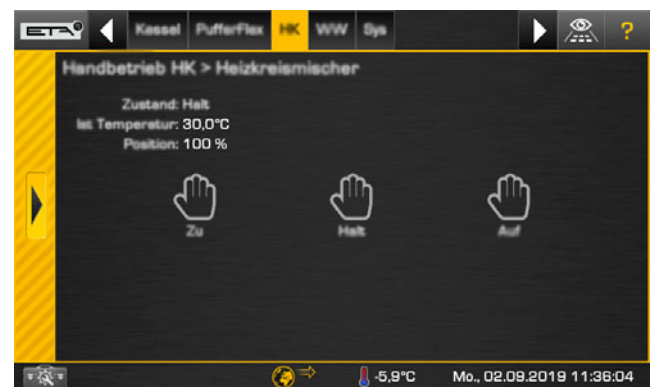 ETA Kessel PufferFlex HK WW Sys ?
Handbetrieb HK > Heizkreismischer
Zustand: Halt
Ist Temperatur: 30,0°C
Position: 100 %
Zu Halt Auf
-5,9°C Mo., 02.09.2019 11:36:04